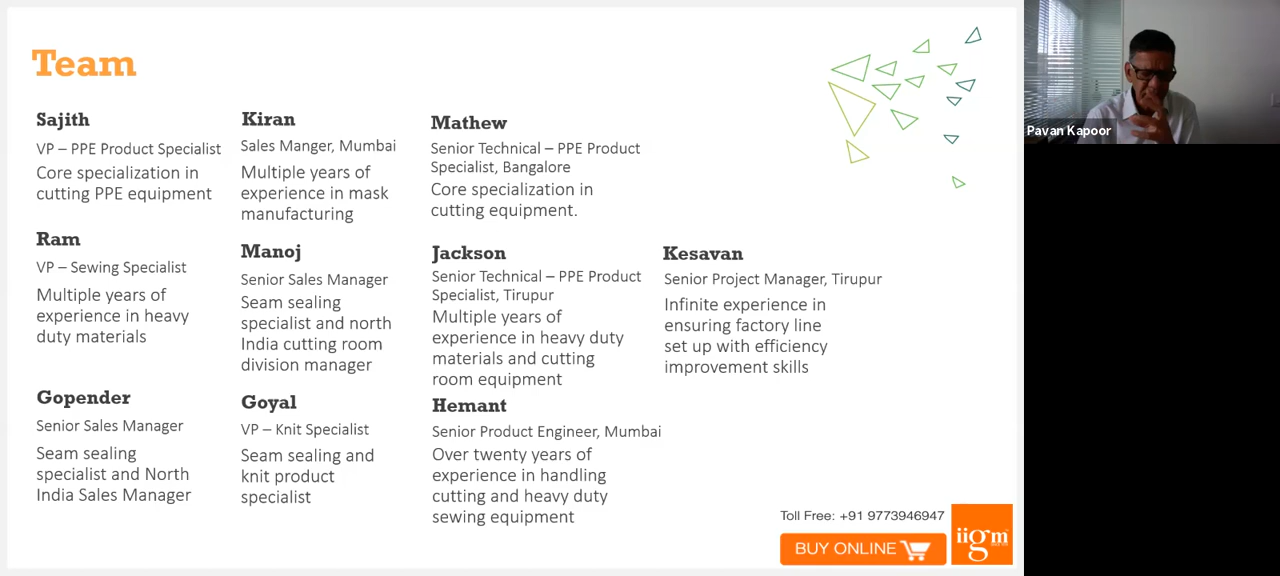 Team
Sajith
VP – PPE Product Specialist
Core specialization in
cutting PPE equipment
Kiran
Sales Manger, Mumbai
Multiple years of
experience in mask
manufacturing
Mathew
Senior Technical – PPE Product
Specialist, Bangalore
Core specialization in
cutting equipment.
Ram
VP – Sewing Specialist
Multiple years of
experience in heavy
duty materials
Manoj
Senior Sales Manager
Seam sealing
specialist and north
India cutting room
division manager
Jackson
Senior Technical – PPE Product
Specialist, Tirupur
Multiple years of
experience in heavy duty
materials and cutting
room equipment
Kesavan
Senior Project Manager, Tirupur
Infinite experience in
ensuring factory line
set up with efficiency
improvement skills
Gopender
Senior Sales Manager
Seam sealing
specialist and North
India Sales Manager
Goyal
VP – Knit Specialist
Seam sealing and
knit product
specialist
Hemant
Senior Product Engineer, Mumbai
Over twenty years of
experience in handling
cutting and heavy duty
sewing equipment
Toll Free: +91 9773946947
BUY ONLINE
iigm
Pavan Kapoor